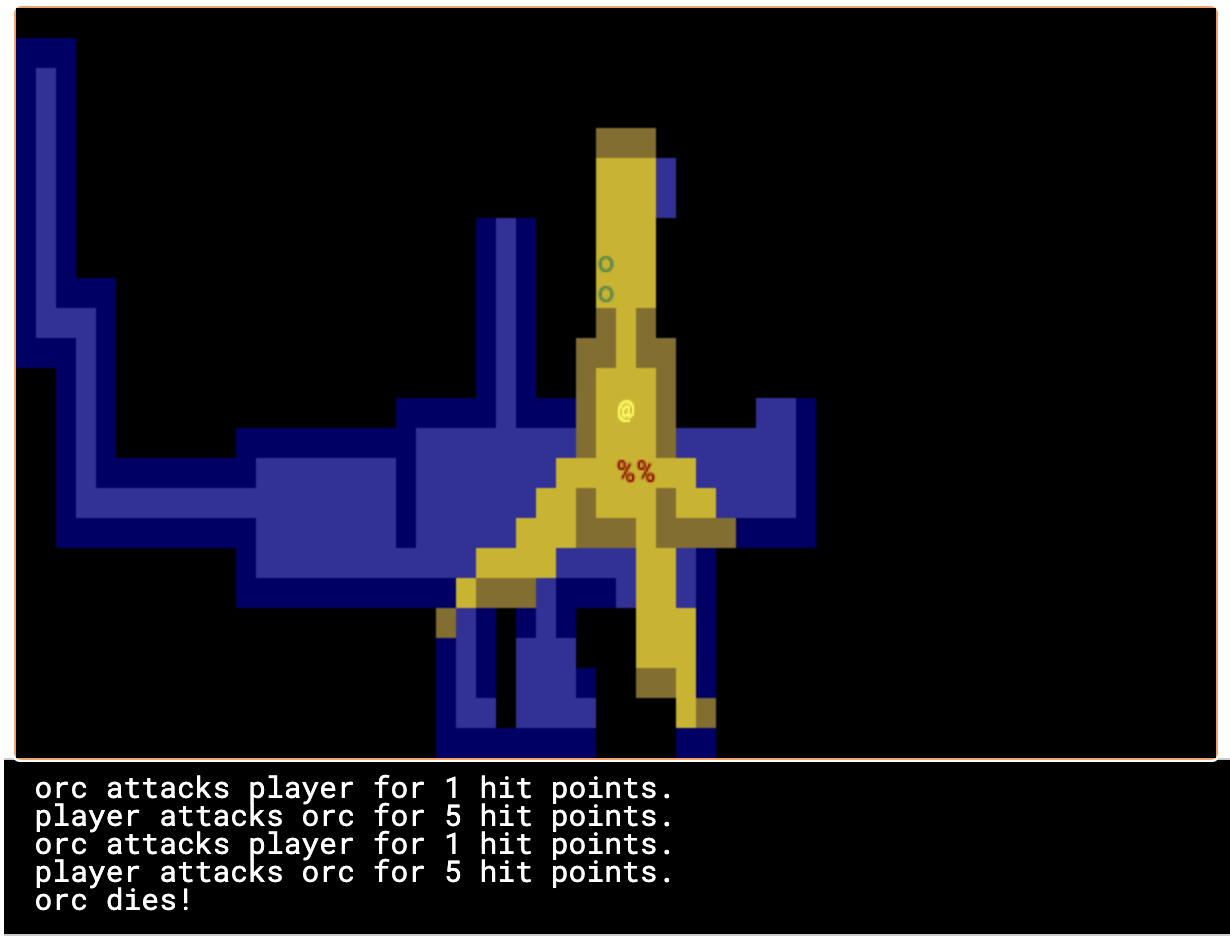 o
o
@
%%
orc attacks player for 1 hit points.
player attacks orc for 5 hit points.
orc attacks player for 1 hit points.
player attacks orc for 5 hit points.
orc dies!